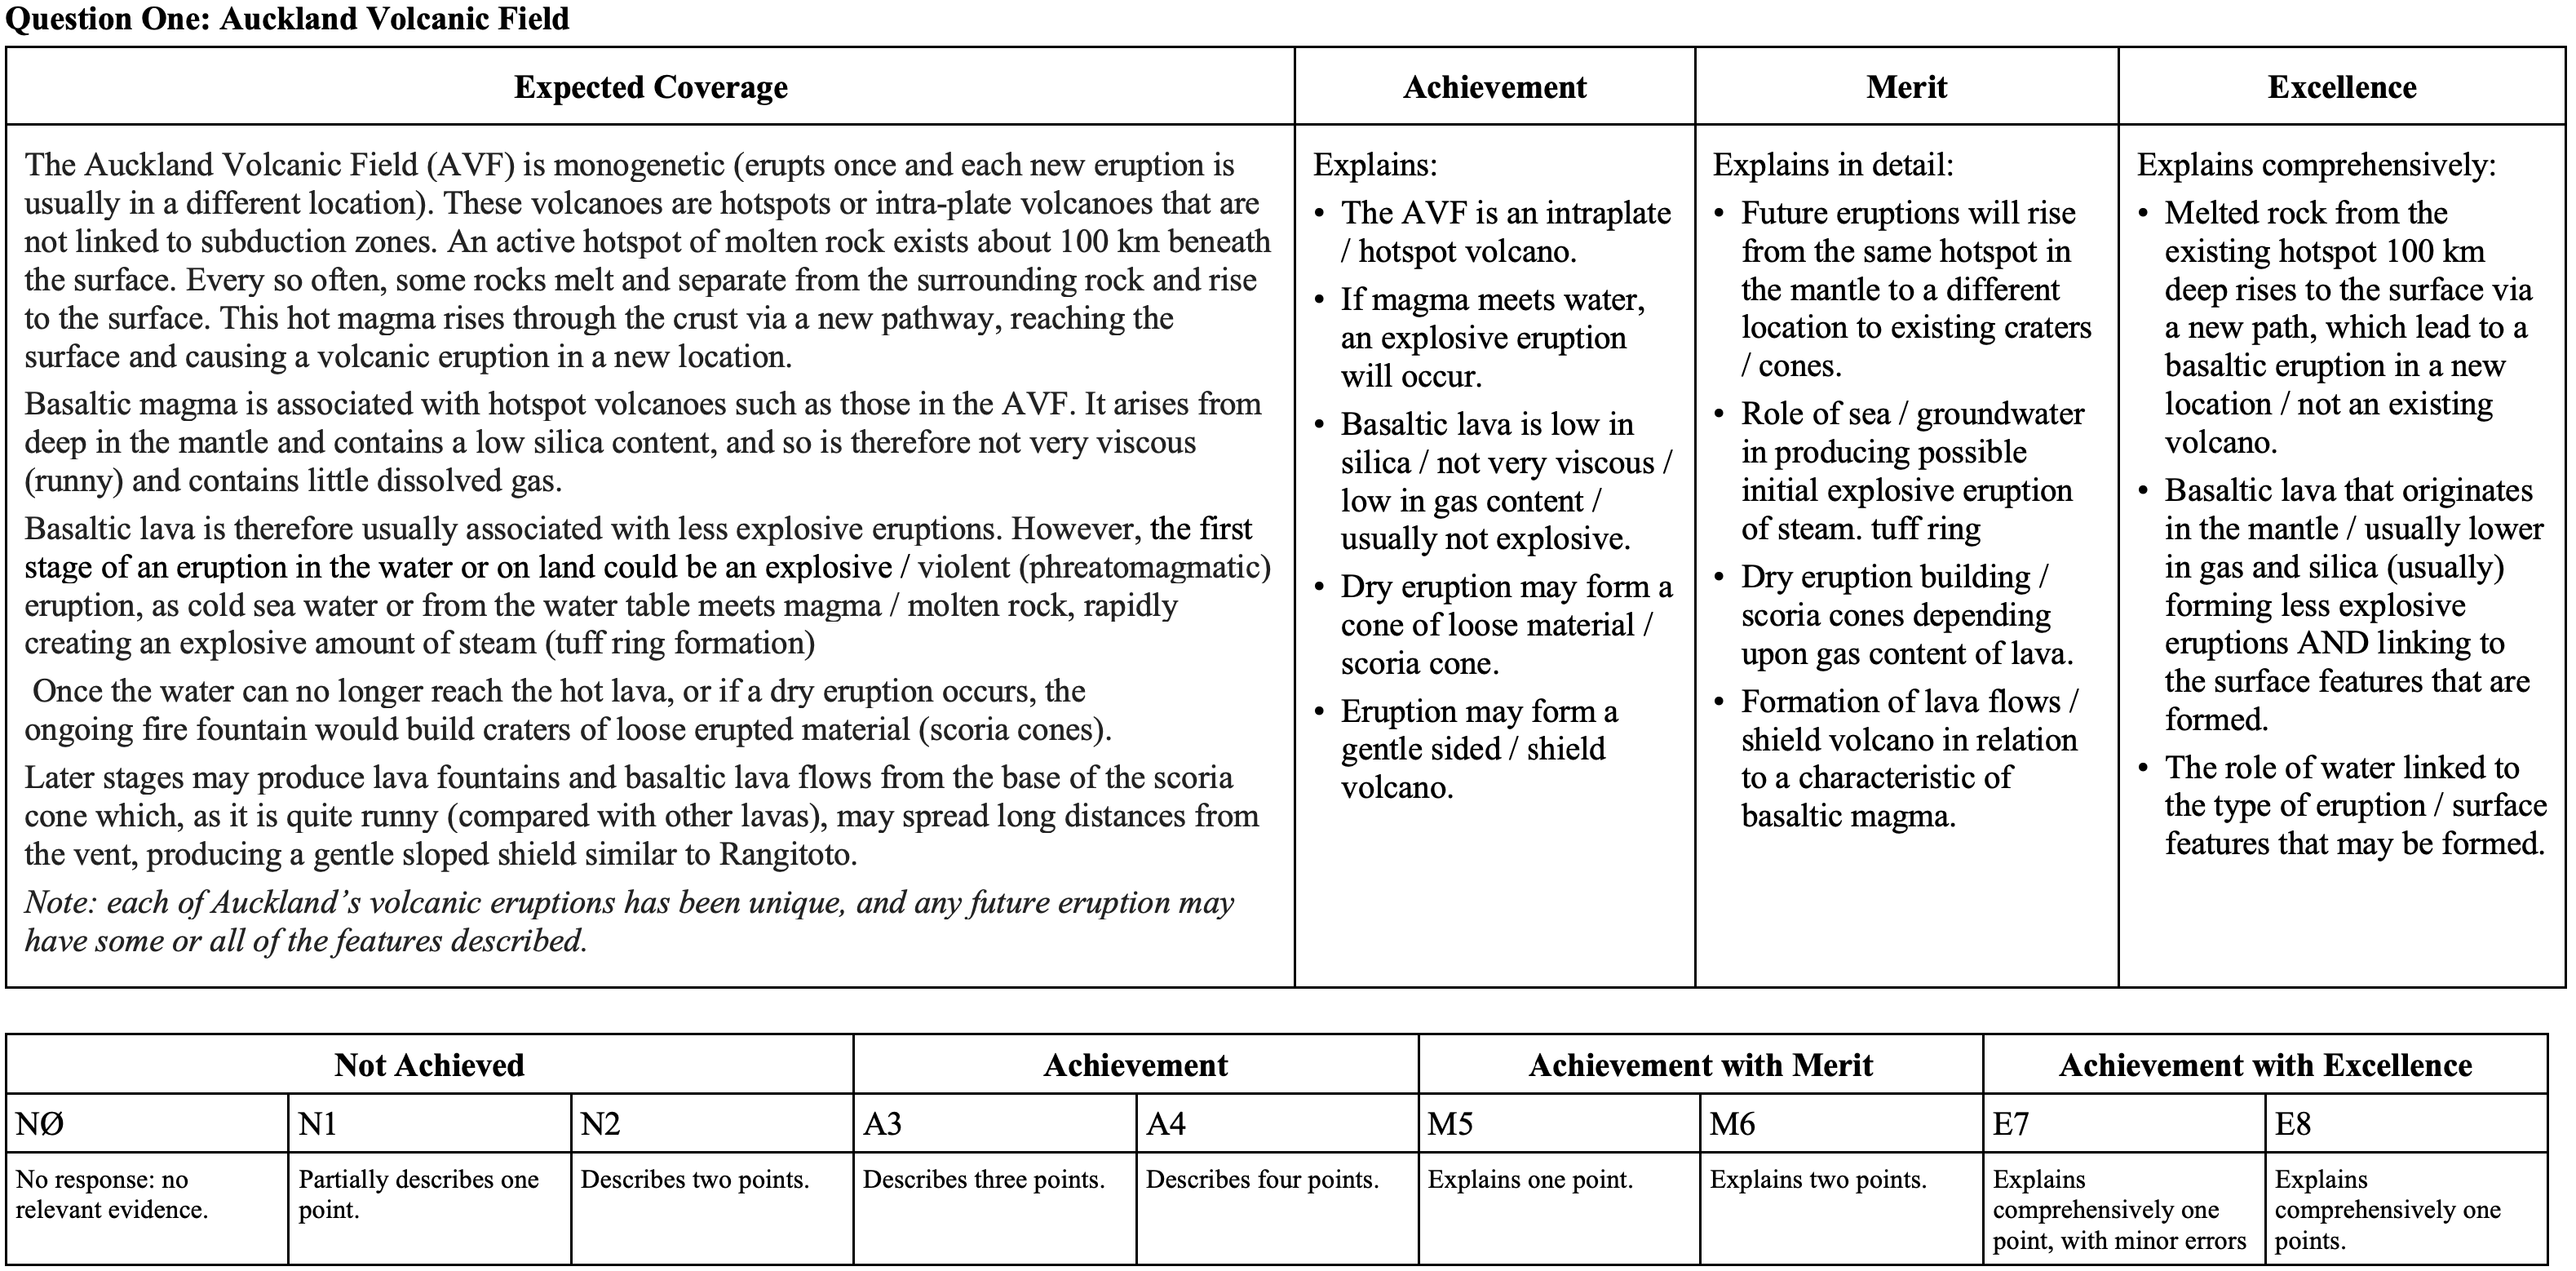 Question One: Auckland Volcanic Field
Expected Coverage
Achievement
Merit
Excellence
The Auckland Volcanic Field (AVF) is monogenetic (erupts once and each new eruption is
usually in a different location). These volcanoes are hotspots or intra-plate volcanoes that are
not linked to subduction zones. An active hotspot of molten rock exists about 100 km beneath
the surface. Every so often, some rocks melt and separate from the surrounding rock and rise
to the surface. This hot magma rises through the crust via a new pathway, reaching the
surface and causing a volcanic eruption in a new location.
Basaltic magma is associated with hotspot volcanoes such as those in the AVF. It arises from
deep in the mantle and contains a low silica content, and so is therefore not very viscous
(runny) and contains little dissolved gas.
Basaltic lava is therefore usually associated with less explosive eruptions. However, the first
stage of an eruption in the water or on land could be an explosive / violent (phreatomagmatic)
eruption, as cold sea water or from the water table meets magma / molten rock, rapidly
creating an explosive amount of steam (tuff ring formation)
Once the water can no longer reach the hot lava, or if a dry eruption occurs, the
ongoing fire fountain would build craters of loose erupted material (scoria cones).
Later stages may produce lava fountains and basaltic lava flows from the base of the scoria
cone which, as it is quite runny (compared with other lavas), may spread long distances from
the vent, producing a gentle sloped shield similar to Rangitoto.
Note: each of Auckland's volcanic eruptions has been unique, and any future eruption may
have some or all of the features described.
Explains:
• The AVF is an intraplate
/ hotspot volcano.
• If magma meets water,
an explosive eruption
will occur.
• Basaltic lava is low in
silica / not very viscous /
low in gas content /
usually not explosive.
• Dry eruption may form a
cone of loose material /
scoria cone.
• Eruption may form a
gentle sided / shield
volcano.
Explains in detail:
• Future eruptions will rise
from the same hotspot in
the mantle to a different
location to existing craters
/ cones.
• Role of sea / groundwater
in producing possible
initial explosive eruption
of steam. tuff ring
• Dry eruption building /
scoria cones depending
upon gas content of lava.
• Formation of lava flows /
shield volcano in relation
to a characteristic of
basaltic magma.
Explains comprehensively:
• Melted rock from the
existing hotspot 100 km
deep rises to the surface via
a new path, which lead to a
basaltic eruption in a new
location / not an existing
volcano.
• Basaltic lava that originates
in the mantle / usually lower
in gas and silica (usually)
forming less explosive
eruptions AND linking to
the surface features that are
formed.
• The role of water linked to
the type of eruption / surface
features that may be formed.
Not Achieved
Achievement
Achievement with Merit
Achievement with Excellence
NØ
N1
N2
A3
A4
M5
M6
E7
E8
No response: no
relevant evidence.
Partially describes one
point.
Describes two points.
Describes three points.
Describes four points.
Explains one point.
Explains two points.
Explains
comprehensively one
point, with minor errors
Explains
comprehensively one
points.